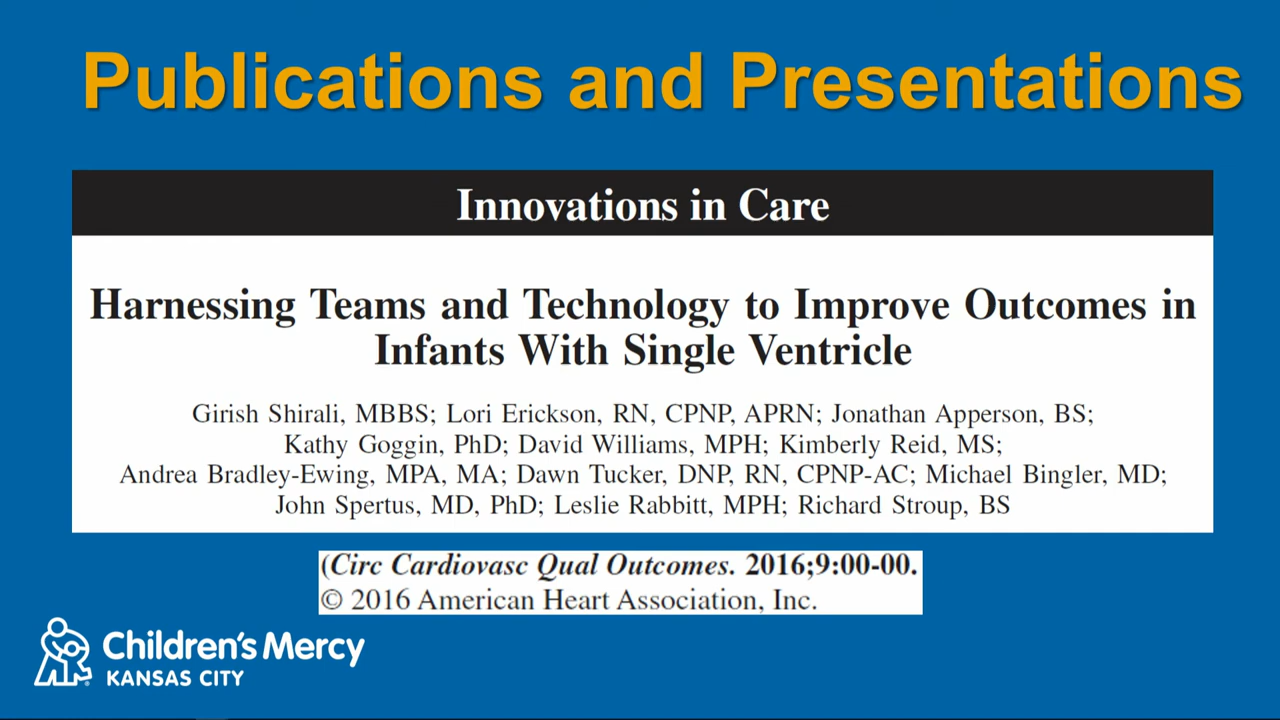 Publications and Presentations
Innovations in Care
Harnessing Teams and Technology to Improve Outcomes in
Infants With Single Ventricle
Girish Shirali, MBBS; Lori Erickson, RN, CPNP, APRN; Jonathan Apperson, BS;
Kathy Goggin, PhD; David Williams, MPH; Kimberly Reid, MS;
Andrea Bradley-Ewing, MPA, MA; Dawn Tucker, DNP, RN, CPNP-AC; Michael Bingler, MD;
John Spertus, MD, PhD; Leslie Rabbitt, MPH; Richard Stroup, BS
(Circ Cardiovasc Qual Outcomes. 2016;9:00-00.
© 2016 American Heart Association, Inc.
Children's Mercy
KANSAS CITY